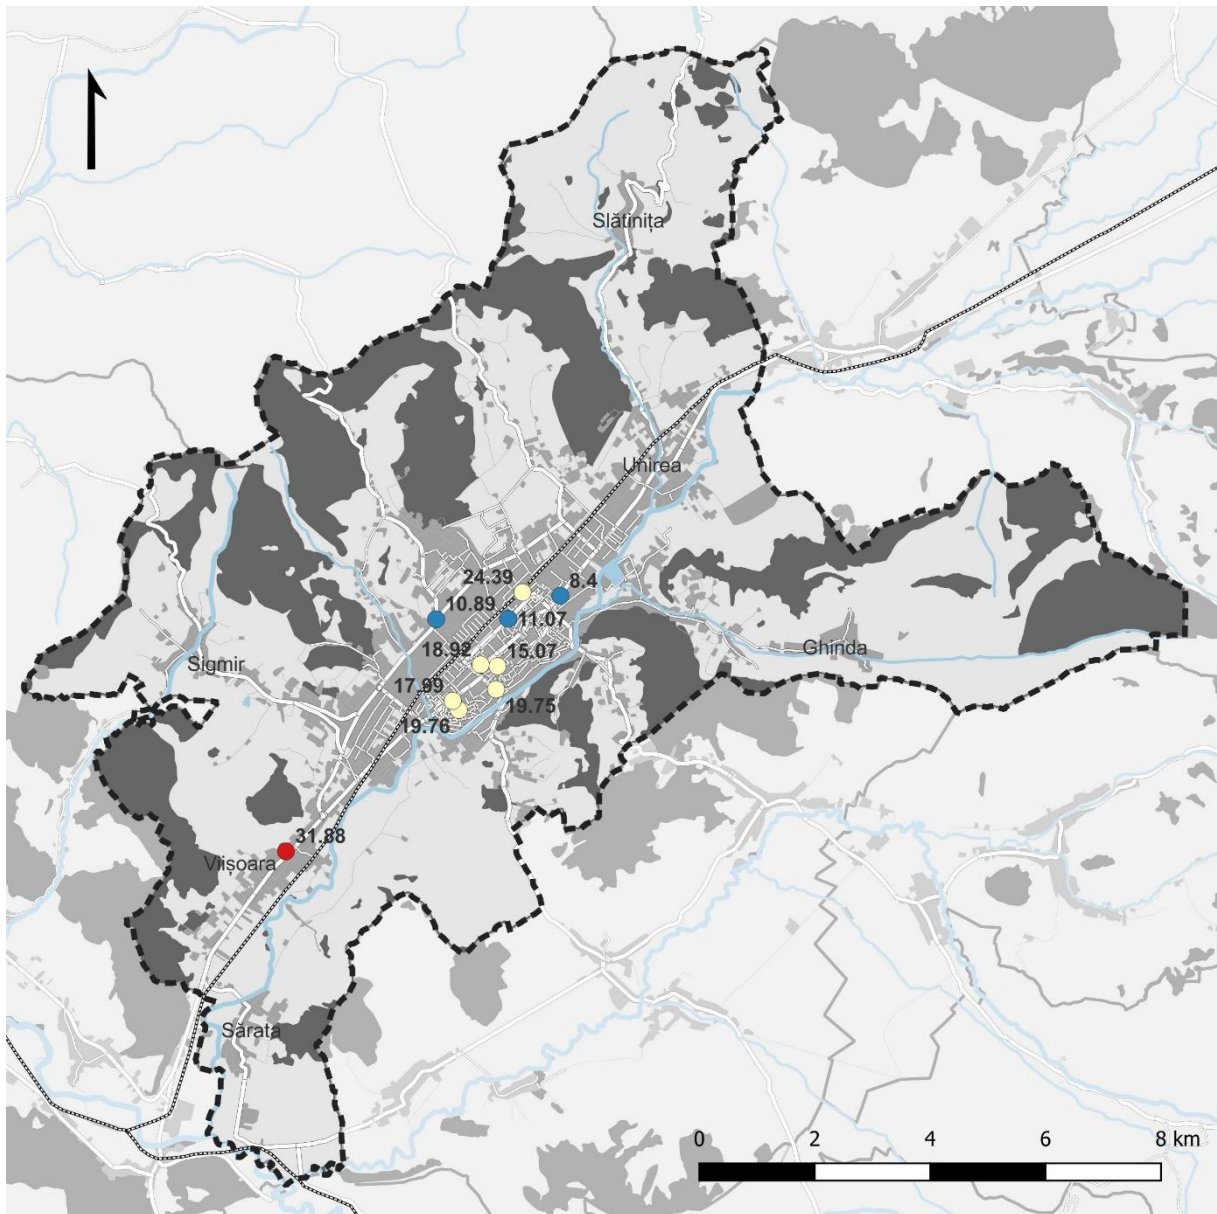 Slătinița
Unirea
24.39
8.4
10.89
11.07
18.92
15.07
Ghinda
Sigmir
17.99
19.75
19.76
31.88
Viișoara
Sărata
0 2 4 6 8 km